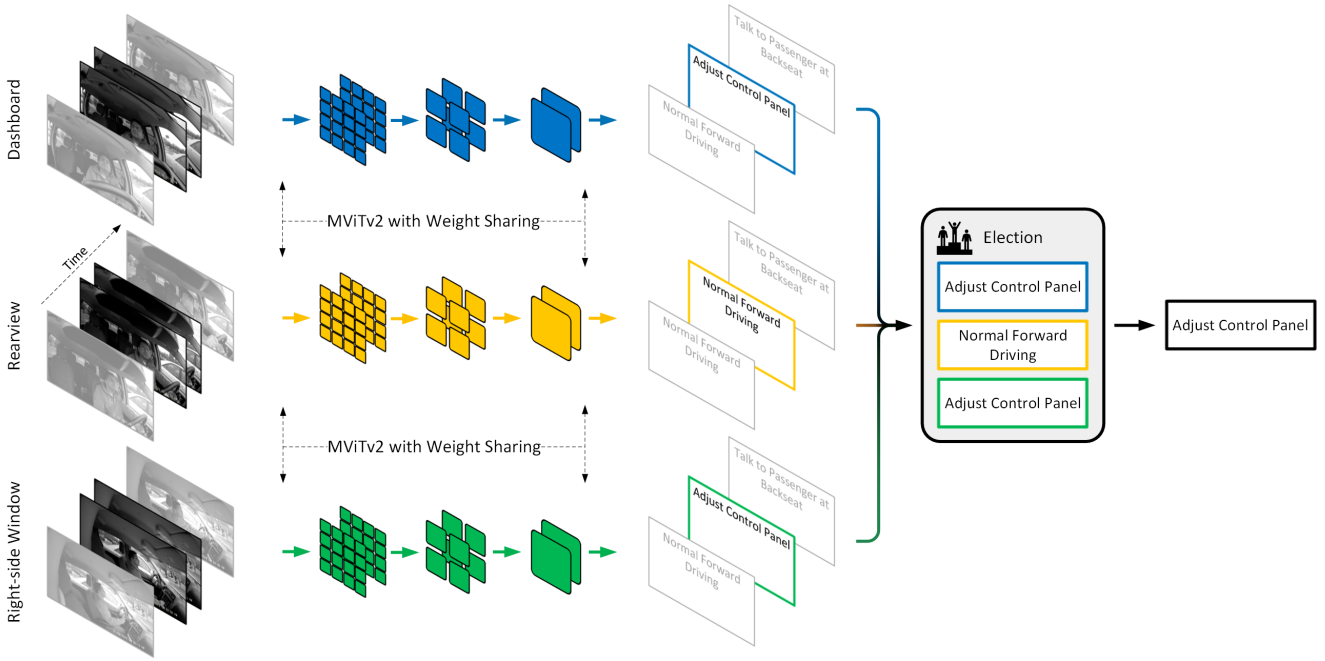 Dashboard
Talk to Passenger at
Backseat
Adjust Control Panel
Normal Forward
Driving
MViTv2 with Weight Sharing
Time
Rearview
Talk to Passenger at
Backseat
Normal Forward
Driving
Normal Forward
Driving
Election
Adjust Control Panel
Normal Forward
Driving
Adjust Control Panel
Adjust Control Panel
MViTv2 with Weight Sharing
Right-side Window
Talk to Passenger at
Backseat
Adjust Control Panel
Normal Forward
Driving